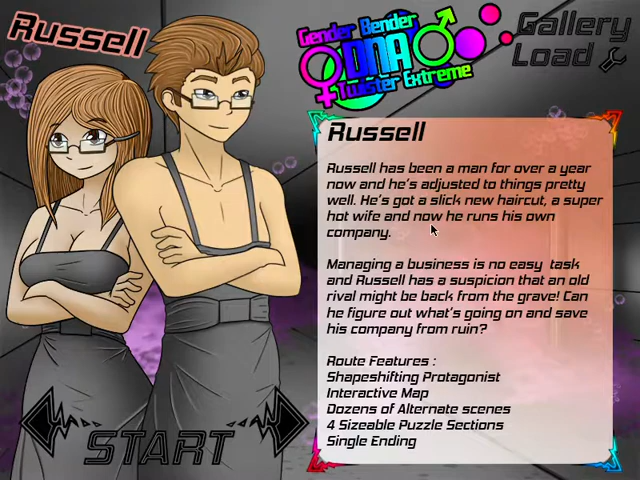 Russell
Gender Bender
DNA
Twister Extreme
Gallery
Load
Russell
Russell has been a man for over a year
now and he's adjusted to things pretty
well. He's got a slick new haircut, a super
hot wife and now he runs his own
company.
Managing a business is no easy task
and Russell has a suspicion that an old
rival might be back from the grave! Can
he figure out what's going on and save
his company from ruin?
Route Features :
Shapeshifting Protagonist
Interactive Map
Dozens of Alternate scenes
4 Sizeable Puzzle Sections
Single Ending
START